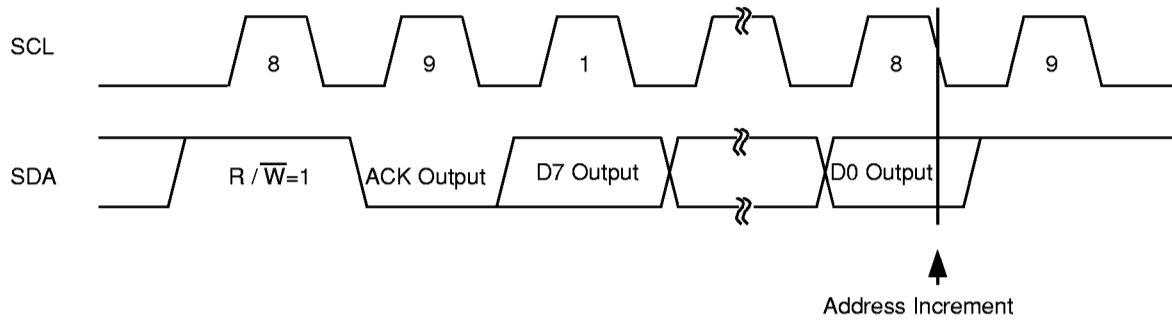 SCL
8 9 1 8 9
SDA
R / W̅=1 ACK Output D7 Output D0 Output
Address Increment